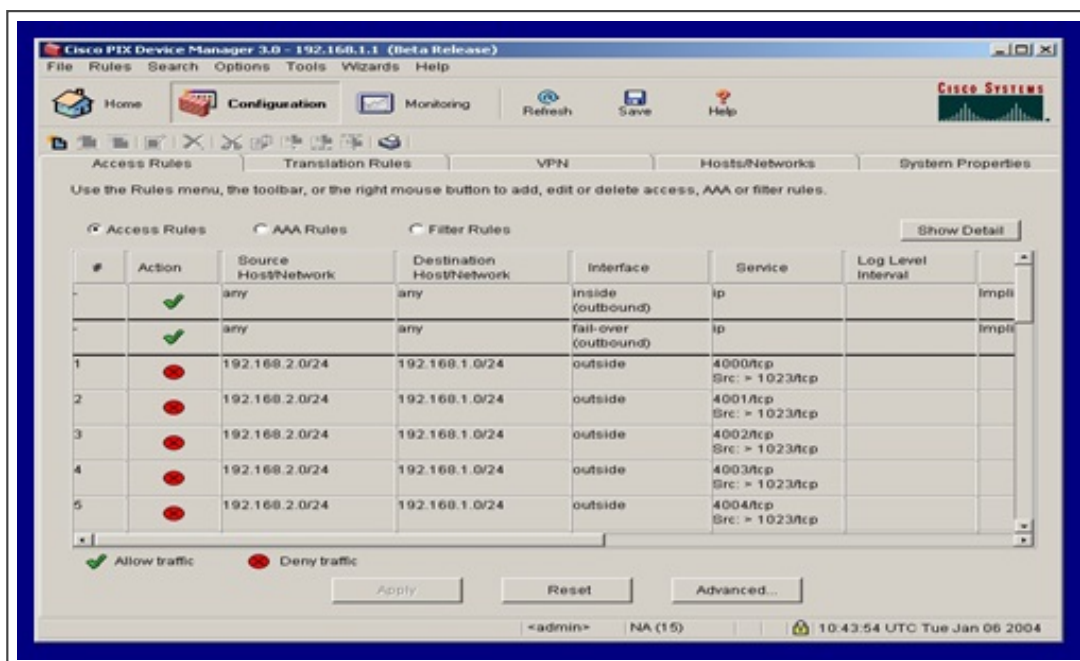 Cisco PIX Device Manager 3.0 - 192.168.1.1 (Beta Release)
File Rules Search Options Tools Wizards Help
Home Configuration Monitoring Refresh Save Help
CISCO SYSTEMS
Access Rules Translation Rules VPN Hosts/Networks System Properties
Use the Rules menu, the toolbar, or the right mouse button to add, edit or delete access, AAA or filter rules.
Access Rules AAA Rules Filter Rules Show Detail
# Action Source Host/Network Destination Host/Network Interface Service Log Level Interval
- any any inside (outbound) ip Impli
- any any fail-over (outbound) ip Impli
1 192.168.2.0/24 192.168.1.0/24 outside 4000/tcp
Src: > 1023/tcp
2 192.168.2.0/24 192.168.1.0/24 outside 4001/tcp
Src: > 1023/tcp
3 192.168.2.0/24 192.168.1.0/24 outside 4002/tcp
Src: > 1023/tcp
4 192.168.2.0/24 192.168.1.0/24 outside 4003/tcp
Src: > 1023/tcp
5 192.168.2.0/24 192.168.1.0/24 outside 4004/tcp
Src: > 1023/tcp
Allow traffic Deny traffic
Apply Reset Advanced...
<admin> NA (15) 10:43:54 UTC Tue Jan 06 2004